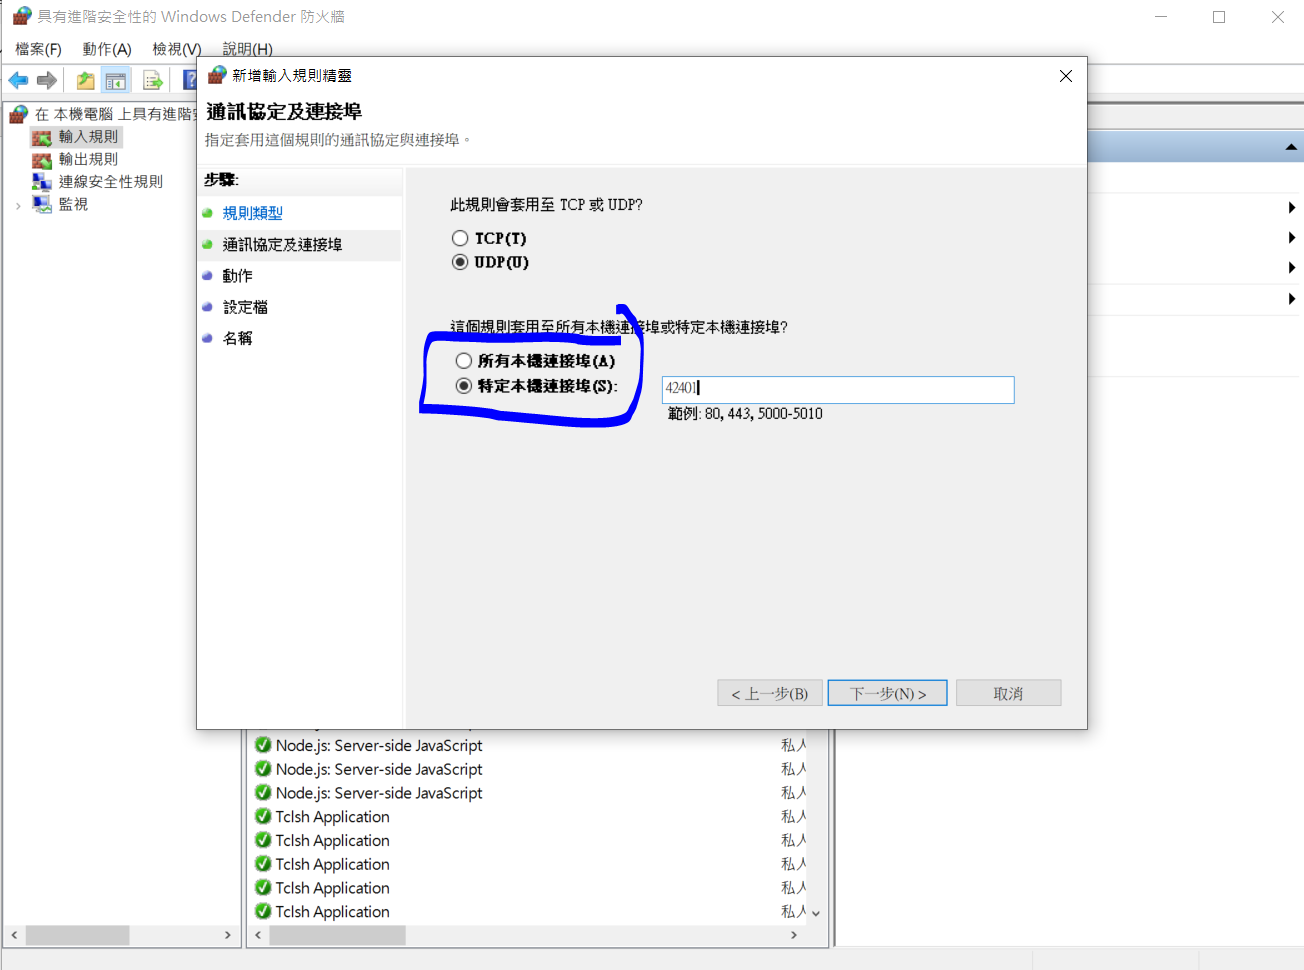 具有進階安全性的 Windows Defender 防火牆
檔案(F) 動作(A) 檢視(V) 說明(H)
在 本機電腦 上具有進階
輸入規則
輸出規則
連線安全性規則
監視
新增輸入規則精靈
通訊協定及連接埠
指定套用這個規則的通訊協定與連接埠。
步驟:
規則類型
通訊協定及連接埠
動作
設定檔
名稱
此規則會套用至 TCP 或 UDP?
TCP(T)
UDP(U)
這個規則套用至所有本機連接埠或特定本機連接埠?
所有本機連接埠(A)
特定本機連接埠(S):
42401
範例: 80, 443, 5000-5010
< 上一步(B) 下一步(N) > 取消
Node.js: Server-side JavaScript 私人
Node.js: Server-side JavaScript 私人
Node.js: Server-side JavaScript 私人
Tclsh Application 私人
Tclsh Application 私人
Tclsh Application 私人
Tclsh Application 私人
Tclsh Application 私人